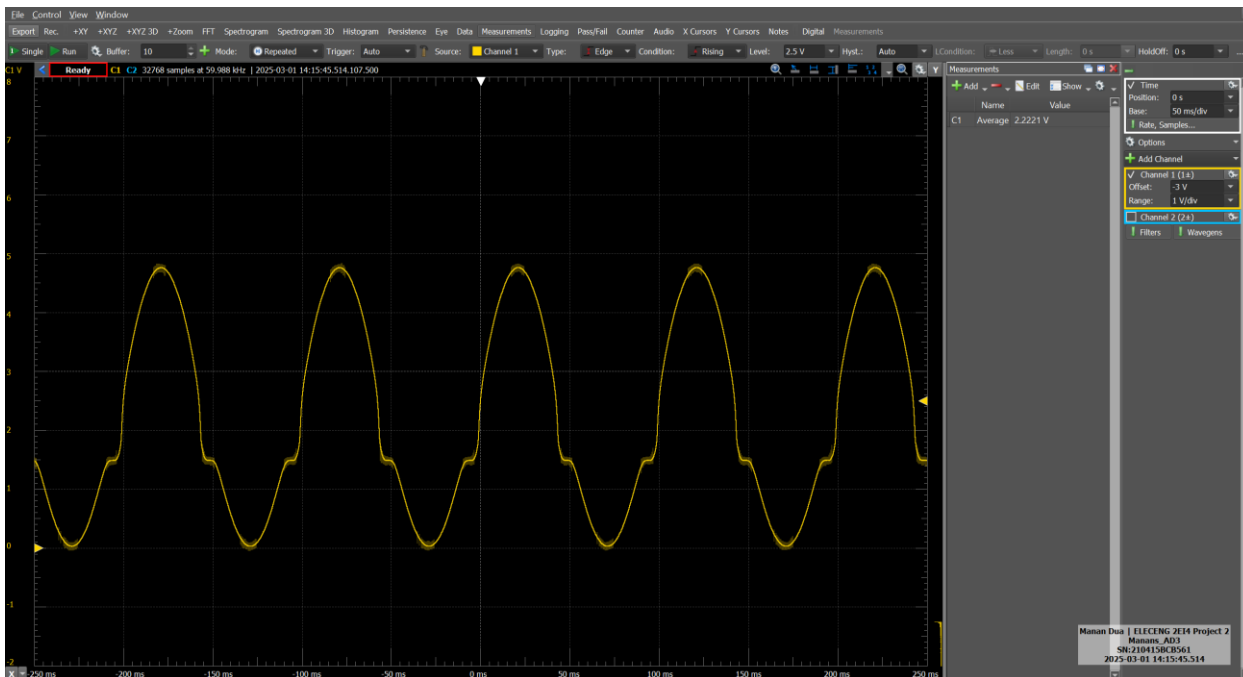 File Control View Window
Export Rec. +XY +XYZ +XYZ 3D +Zoom FFT Spectrogram Spectrogram 3D Histogram Persistence Eye Data Measurements Logging Pass/Fail Counter Audio X Cursors Y Cursors Notes Digital Measurements
Single Run Buffer: 10 Mode: Repeated Trigger: Auto Source: Channel 1 Type: Edge Condition: Rising Level: 2.5 V Hyst.: Auto LCondition: Less Length: 0 s HoldOff: 0 s ...
C1 V Ready C1 C2 32768 samples at 59.988 kHz | 2025-03-01 14:15:45.514.107.500 Y
8
7
6
5
4
3
2
1
0
-1
-2
X -250 ms -200 ms -150 ms -100 ms -50 ms 0 ms 50 ms 100 ms 150 ms 200 ms 250 ms
Measurements
Add Edit Show
Name Value
C1 Average 2.2221 V
Time
Position: 0 s
Base: 50 ms/div
Rate, Samples...
Options
Add Channel
Channel 1 (1±)
Offset: -3 V
Range: 1 V/div
Channel 2 (2±)
Filters Wavegens
Manan Dua | ELECENG 2EI4 Project 2
Manans_AD3
SN:210415BCB561
2025-03-01 14:15:45.514